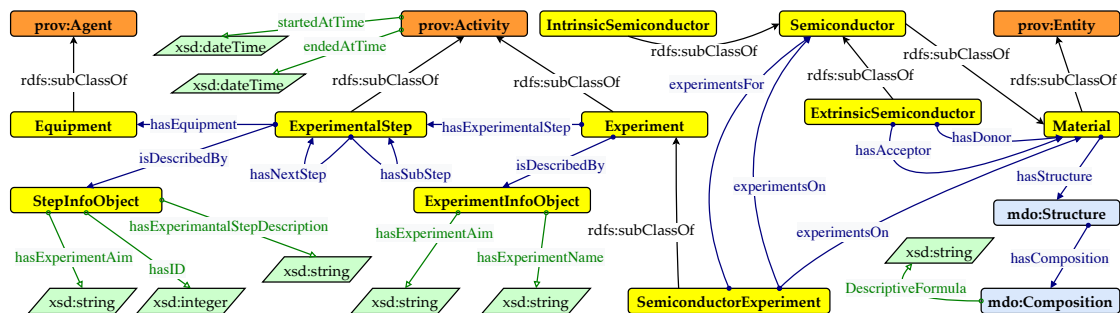 prov:Agent
startedAtTime
prov:Activity
IntrinsicSemiconductor
Semiconductor
prov:Entity
xsd:dateTime
endedAtTime
rdfs:subClassOf
rdfs:subClassOf
rdfs:subClassOf
rdfs:subClassOf
rdfs:subClassOf
xsd:dateTime
experimentsFor
rdfs:subClassOf
rdfs:subClassOf
ExtrinsicSemiconductor
Equipment
hasEquipment
ExperimentalStep
hasExperimentalStep
Experiment
Material
hasDonor
hasAcceptor
isDescribedBy
hasNextStep
hasSubStep
isDescribedBy
experimentsOn
hasStructure
StepInfoObject
ExperimentInfoObject
mdo:Structure
hasExperimantalStepDescription
hasExperimentAim
rdfs:subClassOf
experimentsOn
hasExperimentAim
hasID
xsd:string
hasExperimentName
xsd:string
hasComposition
DescriptiveFormula
xsd:string
xsd:integer
xsd:string
xsd:string
SemiconductorExperiment
mdo:Composition